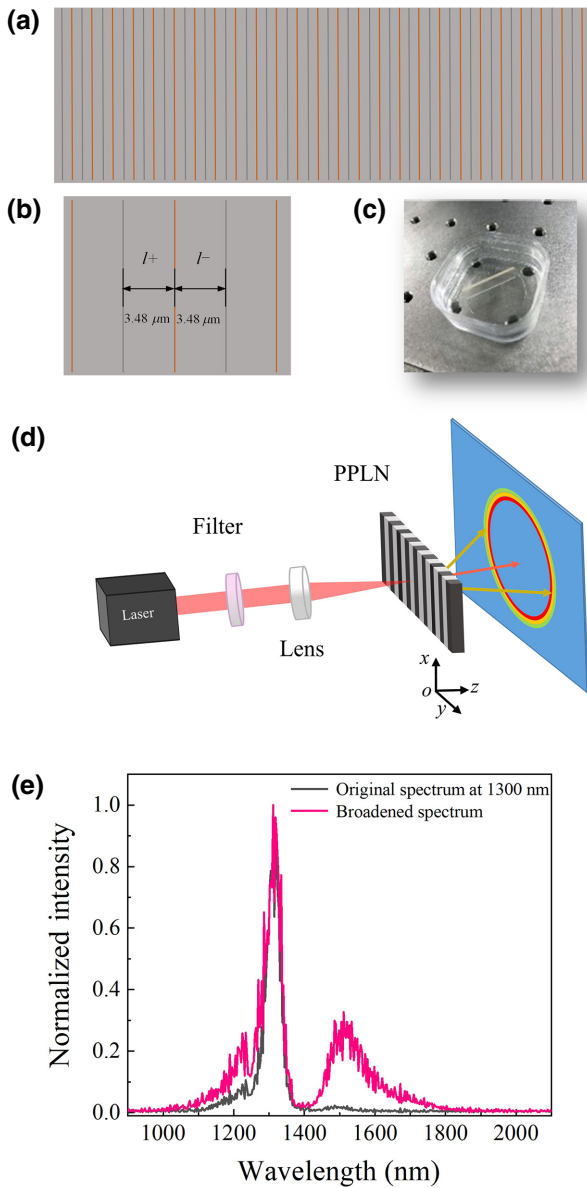 (a)
(b)
l+ l−
3.48 μm 3.48 μm
(c)
(d)
PPLN
Filter
Laser
Lens
x
o z
y
(e)
Original spectrum at 1300 nm
Broadened spectrum
1.0
0.8
0.6
0.4
0.2
0.0
Normalized intensity
1000 1200 1400 1600 1800 2000
Wavelength (nm)